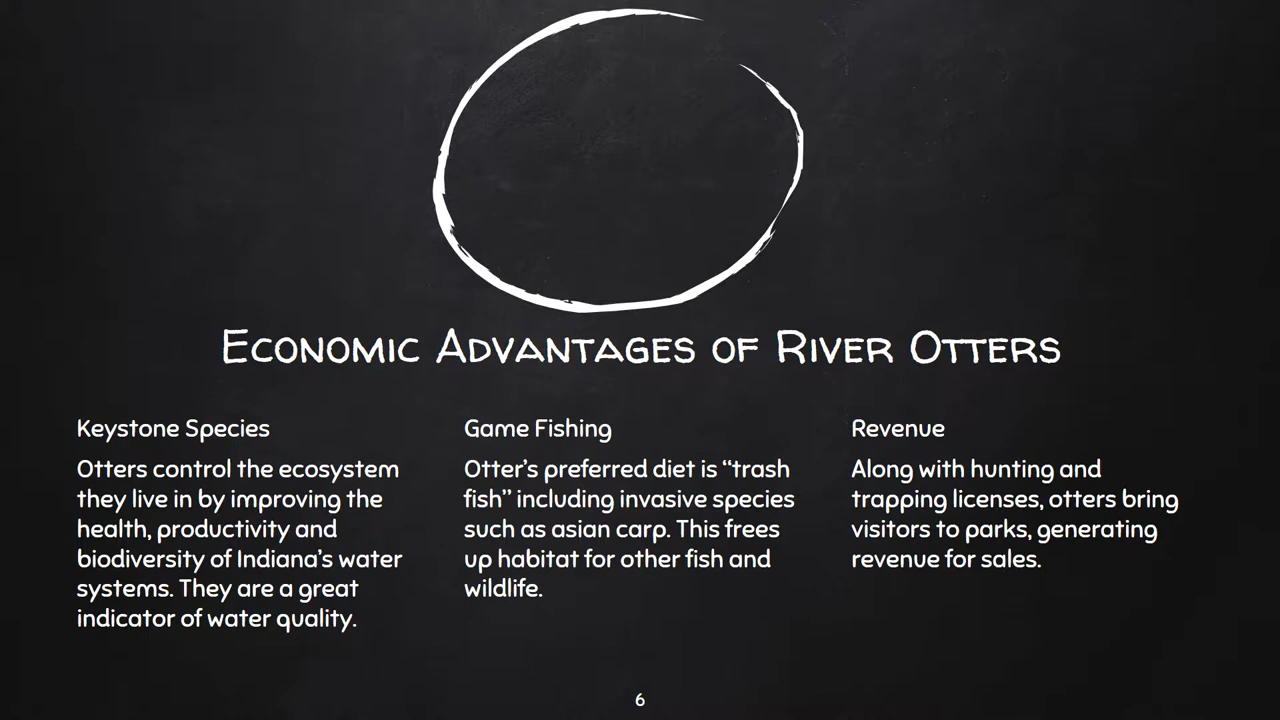 Economic Advantages of River Otters
Keystone Species
Otters control the ecosystem
they live in by improving the
health, productivity and
biodiversity of Indiana's water
systems. They are a great
indicator of water quality.
Game Fishing
Otter's preferred diet is “trash
fish” including invasive species
such as asian carp. This frees
up habitat for other fish and
wildlife.
Revenue
Along with hunting and
trapping licenses, otters bring
visitors to parks, generating
revenue for sales.
6